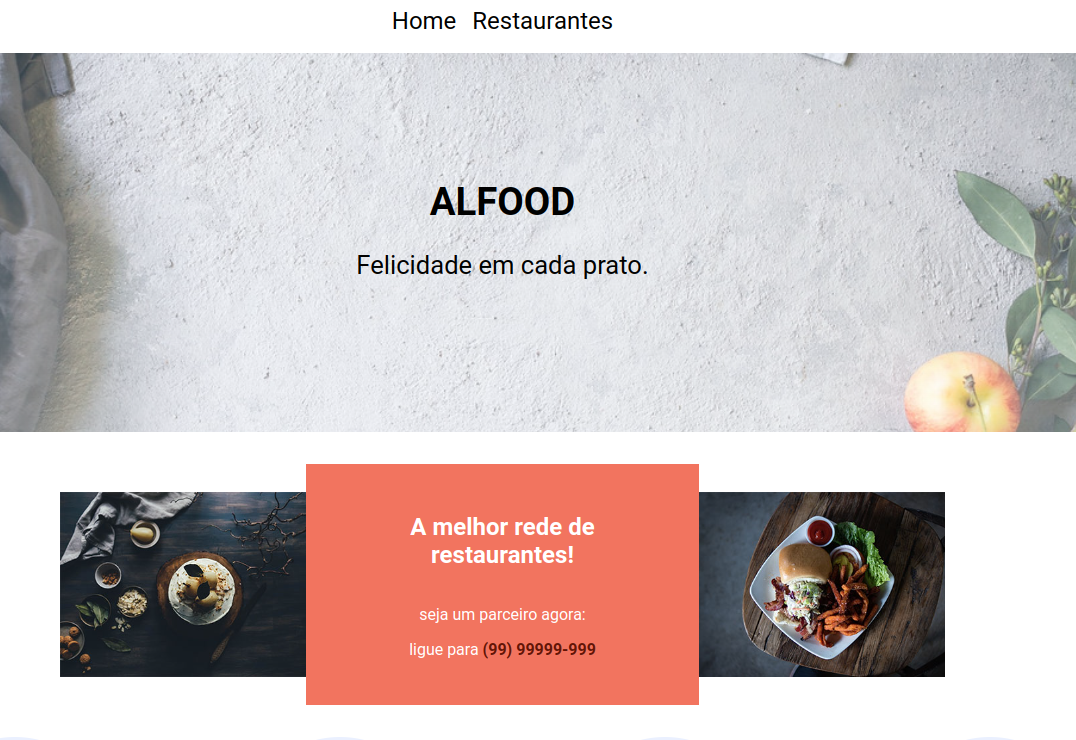 Home Restaurantes
ALFOOD
Felicidade em cada prato.
A melhor rede de
restaurantes!
seja um parceiro agora:
ligue para (99) 99999-999